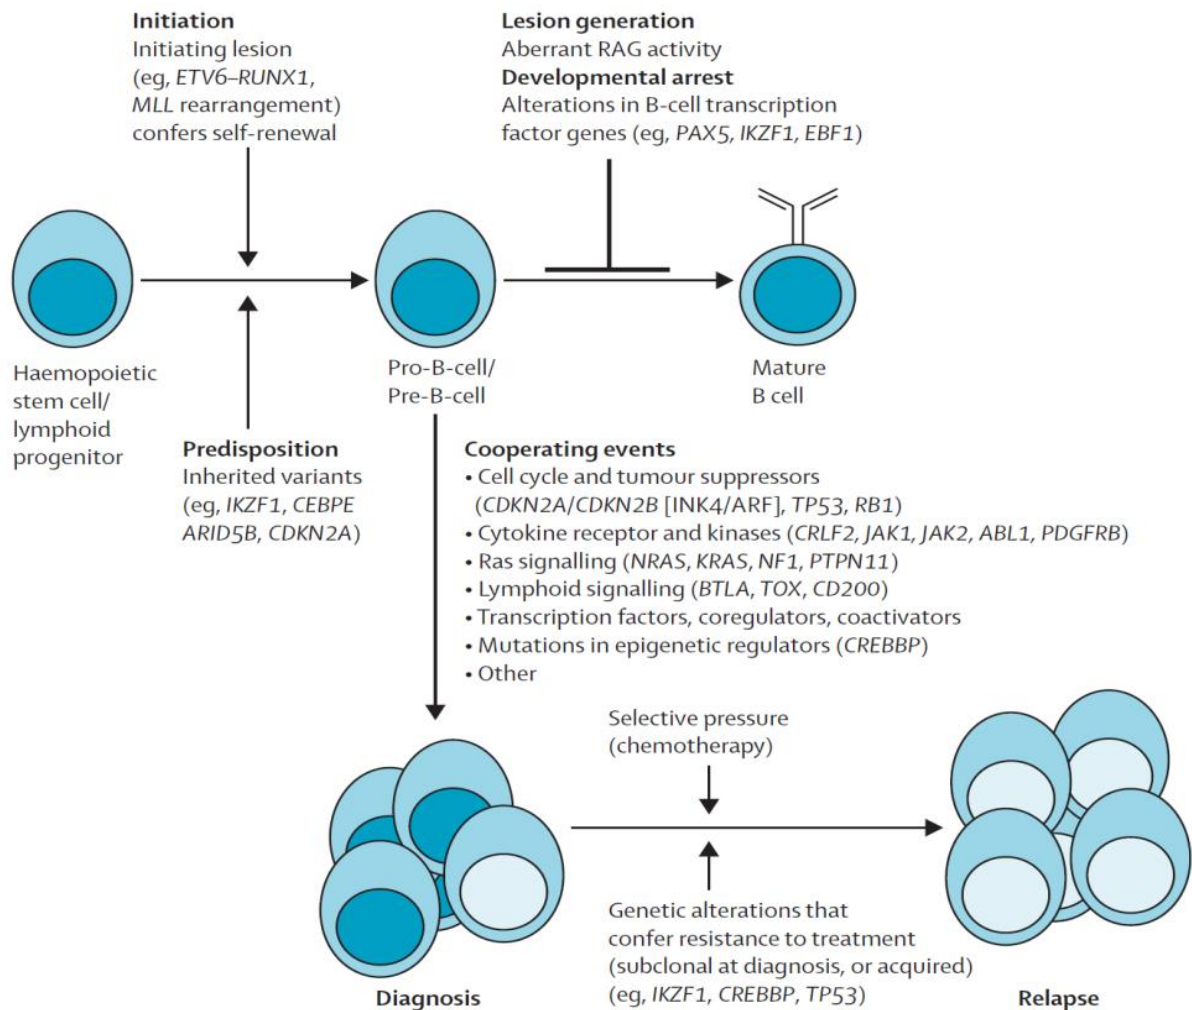 Initiation
Initiating lesion
(eg, ETV6–RUNX1,
MLL rearrangement)
confers self-renewal
Lesion generation
Aberrant RAG activity
Developmental arrest
Alterations in B-cell transcription
factor genes (eg, PAX5, IKZF1, EBF1)
Haemopoietic
stem cell/
lymphoid
progenitor
Pro-B-cell/
Pre-B-cell
Mature
B cell
Predisposition
Inherited variants
(eg, IKZF1, CEBPE
ARID5B, CDKN2A)
Cooperating events
• Cell cycle and tumour suppressors
(CDKN2A/CDKN2B [INK4/ARF], TP53, RB1)
• Cytokine receptor and kinases (CRLF2, JAK1, JAK2, ABL1, PDGFRB)
• Ras signalling (NRAS, KRAS, NF1, PTPN11)
• Lymphoid signalling (BTLA, TOX, CD200)
• Transcription factors, coregulators, coactivators
• Mutations in epigenetic regulators (CREBBP)
• Other
Selective pressure
(chemotherapy)
Genetic alterations that
confer resistance to treatment
(subclonal at diagnosis, or acquired)
(eg, IKZF1, CREBBP, TP53)
Diagnosis
Relapse